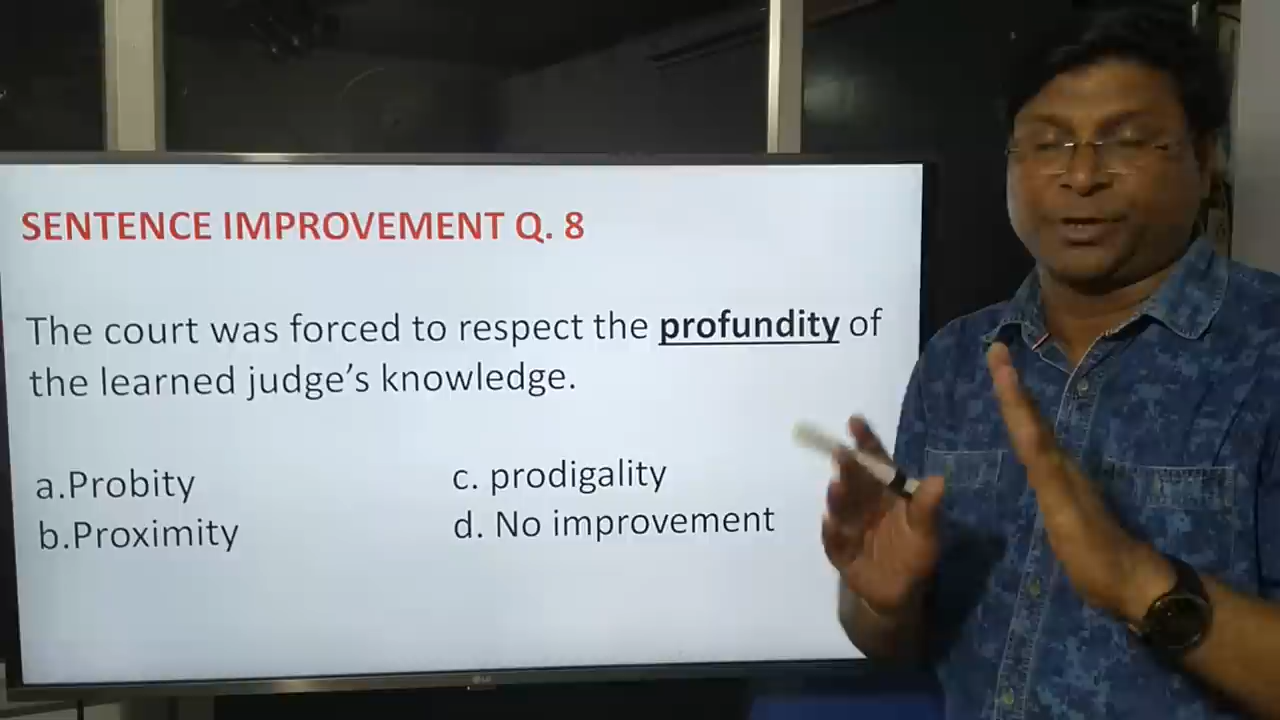 SENTENCE IMPROVEMENT Q. 8
The court was forced to respect the profundity of
the learned judge's knowledge.
a.Probity
b.Proximity
c. prodigality
d. No improvement
LG